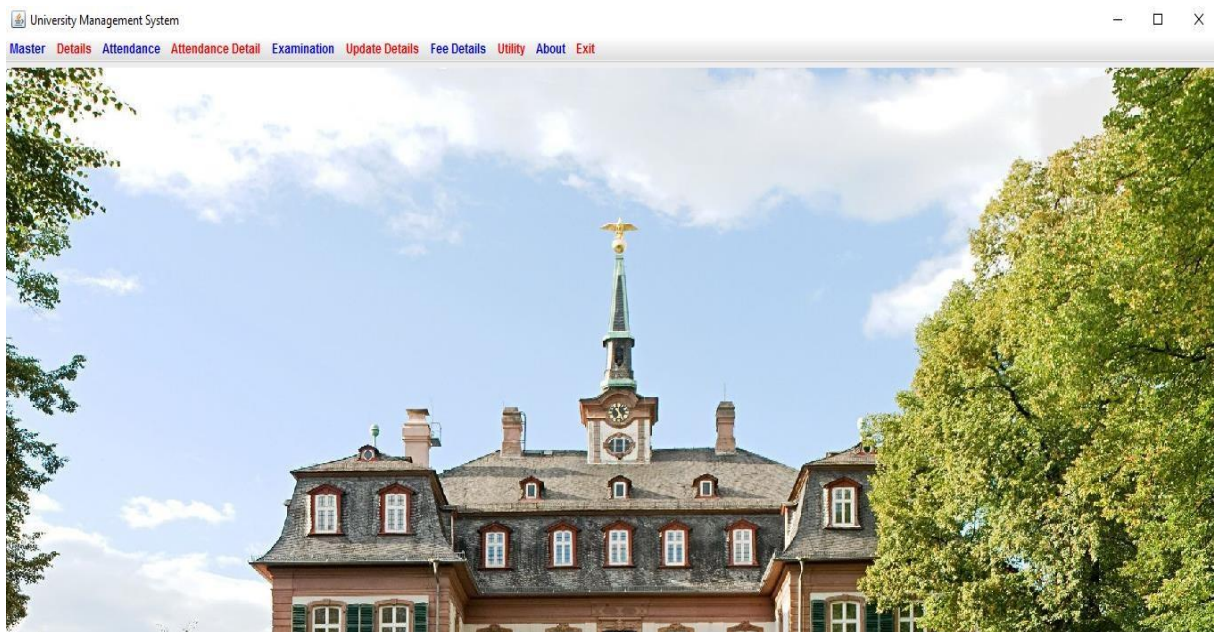 University Management System
Master Details Attendance Attendance Detail Examination Update Details Fee Details Utility About Exit